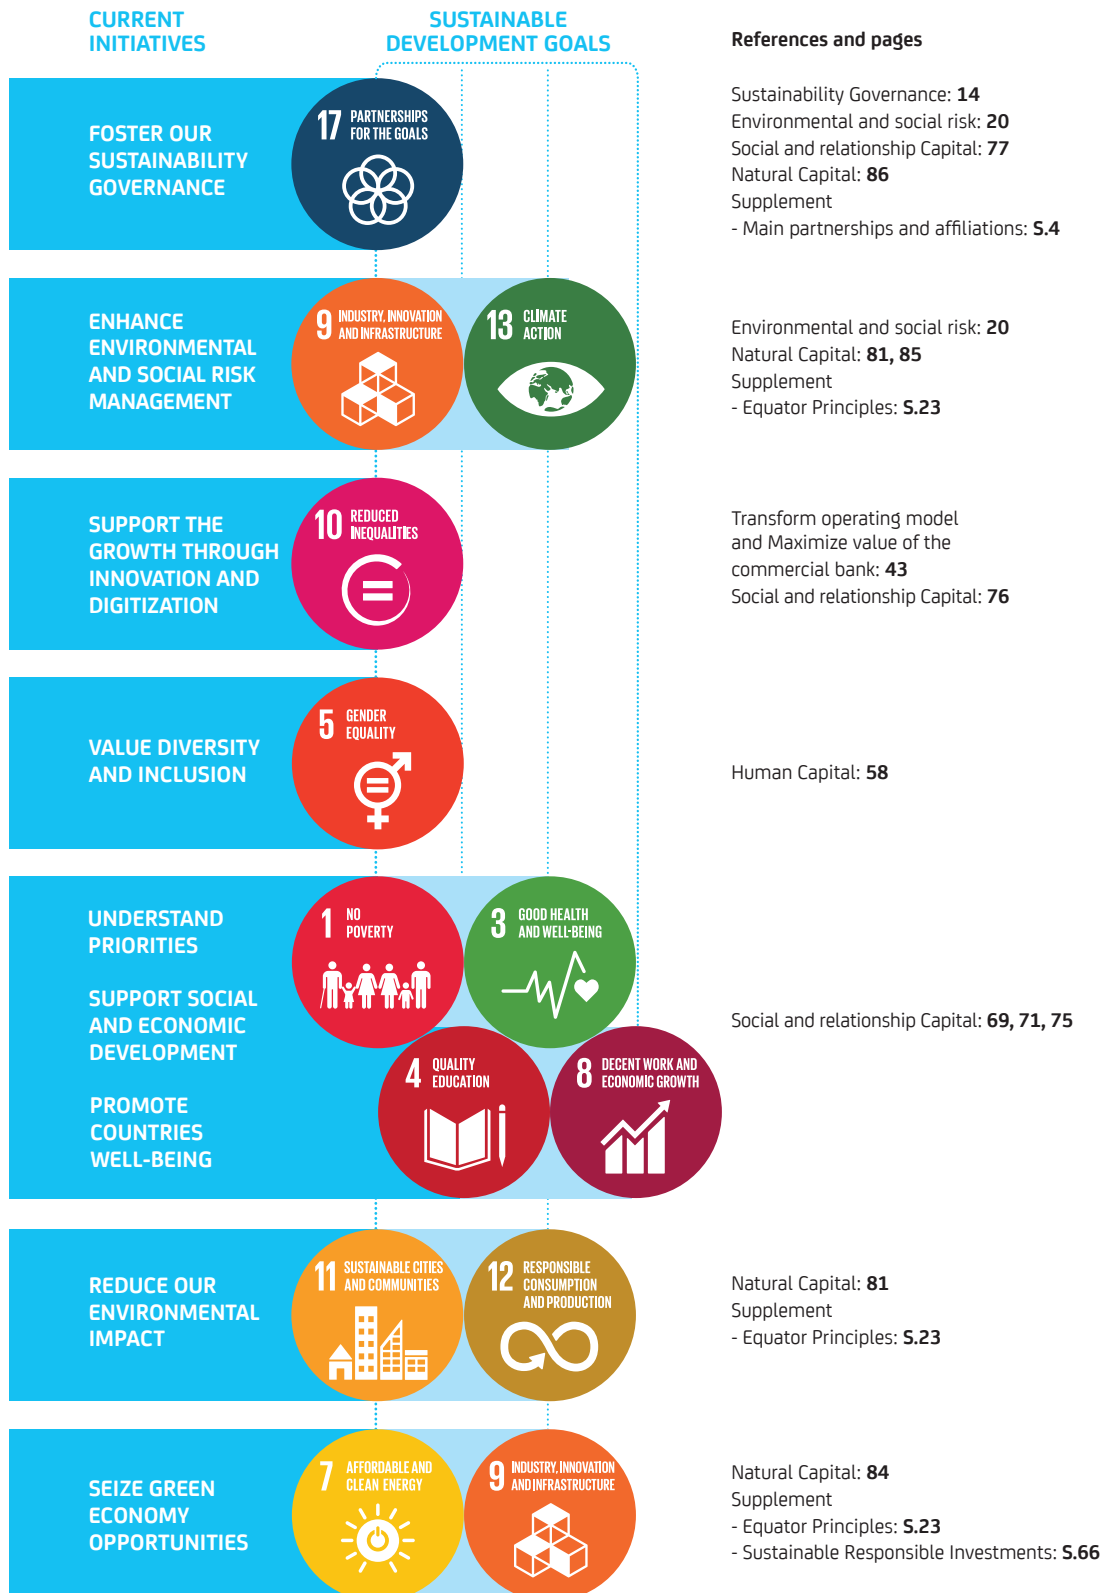 CURRENT
INITIATIVES
SUSTAINABLE
DEVELOPMENT GOALS
References and pages
FOSTER OUR
SUSTAINABILITY
GOVERNANCE
17 PARTNERSHIPS
FOR THE GOALS
Sustainability Governance: 14
Environmental and social risk: 20
Social and relationship Capital: 77
Natural Capital: 86
Supplement
- Main partnerships and affiliations: S.4
ENHANCE
ENVIRONMENTAL
AND SOCIAL RISK
MANAGEMENT
9 INDUSTRY, INNOVATION
AND INFRASTRUCTURE
13 CLIMATE
ACTION
Environmental and social risk: 20
Natural Capital: 81, 85
Supplement
- Equator Principles: S.23
SUPPORT THE
GROWTH THROUGH
INNOVATION AND
DIGITIZATION
10 REDUCED
INEQUALITIES
Transform operating model
and Maximize value of the
commercial bank: 43
Social and relationship Capital: 76
VALUE DIVERSITY
AND INCLUSION
5 GENDER
EQUALITY
Human Capital: 58
UNDERSTAND
PRIORITIES
SUPPORT SOCIAL
AND ECONOMIC
DEVELOPMENT
PROMOTE
COUNTRIES
WELL-BEING
1 NO
POVERTY
3 GOOD HEALTH
AND WELL-BEING
4 QUALITY
EDUCATION
8 DECENT WORK AND
ECONOMIC GROWTH
Social and relationship Capital: 69, 71, 75
REDUCE OUR
ENVIRONMENTAL
IMPACT
11 SUSTAINABLE CITIES
AND COMMUNITIES
12 RESPONSIBLE
CONSUMPTION
AND PRODUCTION
Natural Capital: 81
Supplement
- Equator Principles: S.23
SEIZE GREEN
ECONOMY
OPPORTUNITIES
7 AFFORDABLE AND
CLEAN ENERGY
9 INDUSTRY, INNOVATION
AND INFRASTRUCTURE
Natural Capital: 84
Supplement
- Equator Principles: S.23
- Sustainable Responsible Investments: S.66